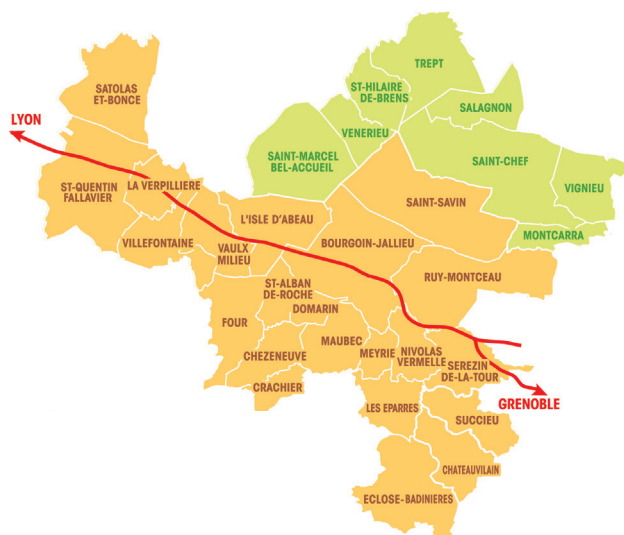 TREPT
SATOLAS
ET-BONCE
ST-HILAIRE
DE-BRENS
SALAGNON
LYON
VENERIEU
SAINT-MARCEL
BEL-ACCUEIL
SAINT-CHEF
VIGNIEU
ST-QUENTIN
FALLAVIER
LA VERPILLIERE
SAINT-SAVIN
L'ISLE D'ABEAU
MONTCARRA
VILLEFONTAINE
VAULX
MILIEU
BOURGOIN-JALLIEU
RUY-MONTCEAU
ST-ALBAN
DE-ROCHE
DOMARIN
FOUR
MAUBEC
CHEZENEUVE
MEYRIE
NIVOLAS
VERMELLE
SEREZIN
DE-LA-TOUR
CRACHIER
GRENOBLE
LES EPARRES
SUCCIEU
CHATEAUVILAIN
ECLOSE-BADINIERES